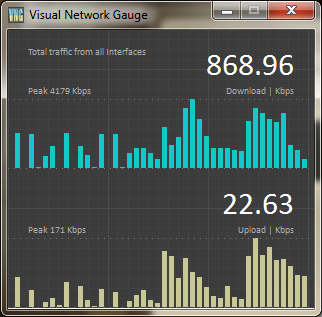 VNG Visual Network Gauge
Total traffic from all Interfaces
868.96
Peak 4179 Kbps Download | Kbps
22.63
Peak 171 Kbps Upload | Kbps